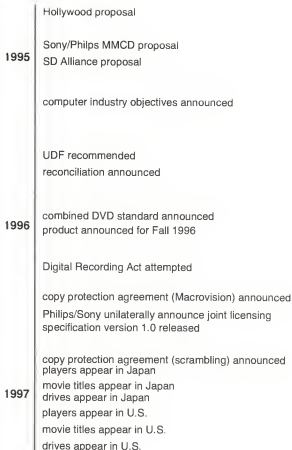 Hollywood proposal
Sony/Philps MMCD proposal
1995
SD Alliance proposal
computer industry objectives announced
UDF recommended
reconciliation announced
combined DVD standard announced
1996
product announced for Fall 1996
Digital Recording Act attempted
copy protection agreement (Macrovision) announced
Philips/Sony unilaterally announce joint licensing
specification version 1.0 released
copy protection agreement (scrambling) announced
players appear in Japan
movie titles appear in Japan
1997
drives appear in Japan
players appear in U.S.
movie titles appear in U.S.
drives appear in U.S.